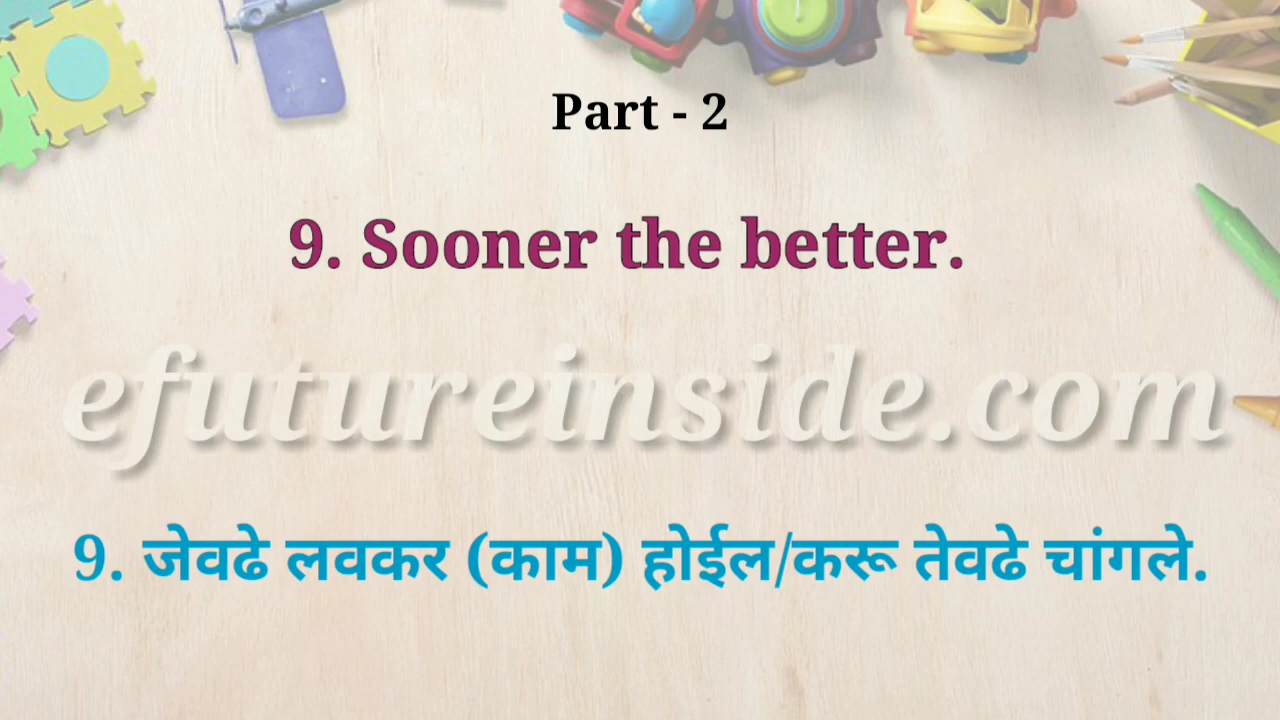 Part - 2
9. Sooner the better.
efutureinside.com
9. जेवढे लवकर (काम) होईल/करू तेवढे चांगले.